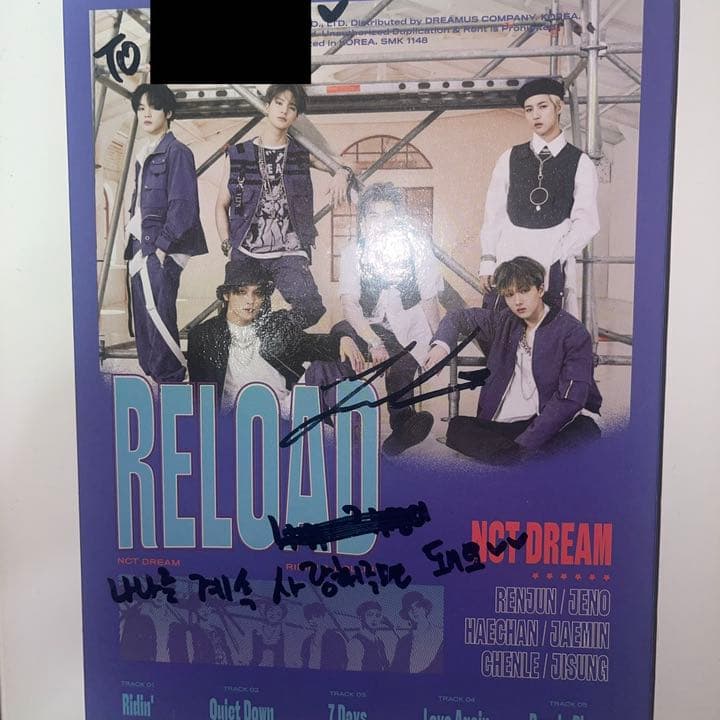 D., LTD. Distributed by DREAMUS COMPANY, KOREA.
d. Unauthorized Duplication & Rent is Prohibited.
ted in KOREA. SMK 1148
TO
RELOAD
NCT DREAM
NCT DREAM
나나를 계속 사랑해주면 돼요♡♡
RENJUN / JENO
HAECHAN / JAEMIN
CHENLE / JISUNG
TRACK 01
Ridin'
TRACK 02
Quiet Down
TRACK 03
7 Days
TRACK 04
Love Again
TRACK 05